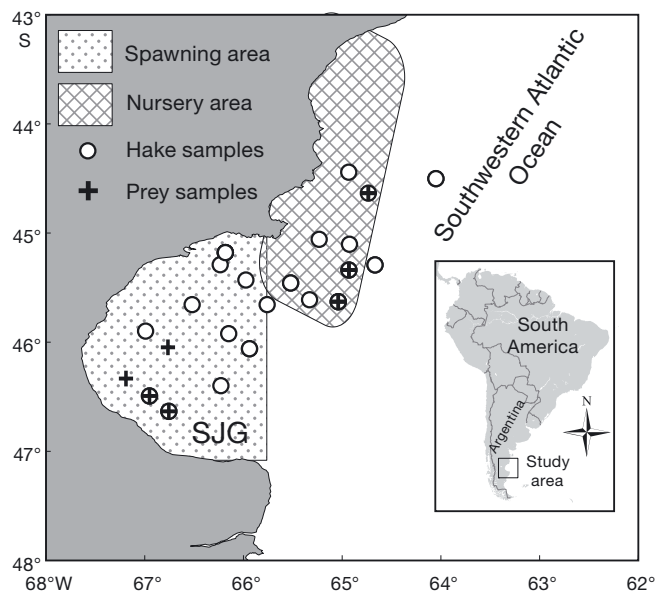 43°
S
44°
45°
46°
47°
48°
68°W
67°
66°
65°
64°
63°
62°
Spawning area
Nursery area
Hake samples
Prey samples
Southwestern Atlantic
Ocean
SJG
South
America
Argentina
N
Study
area